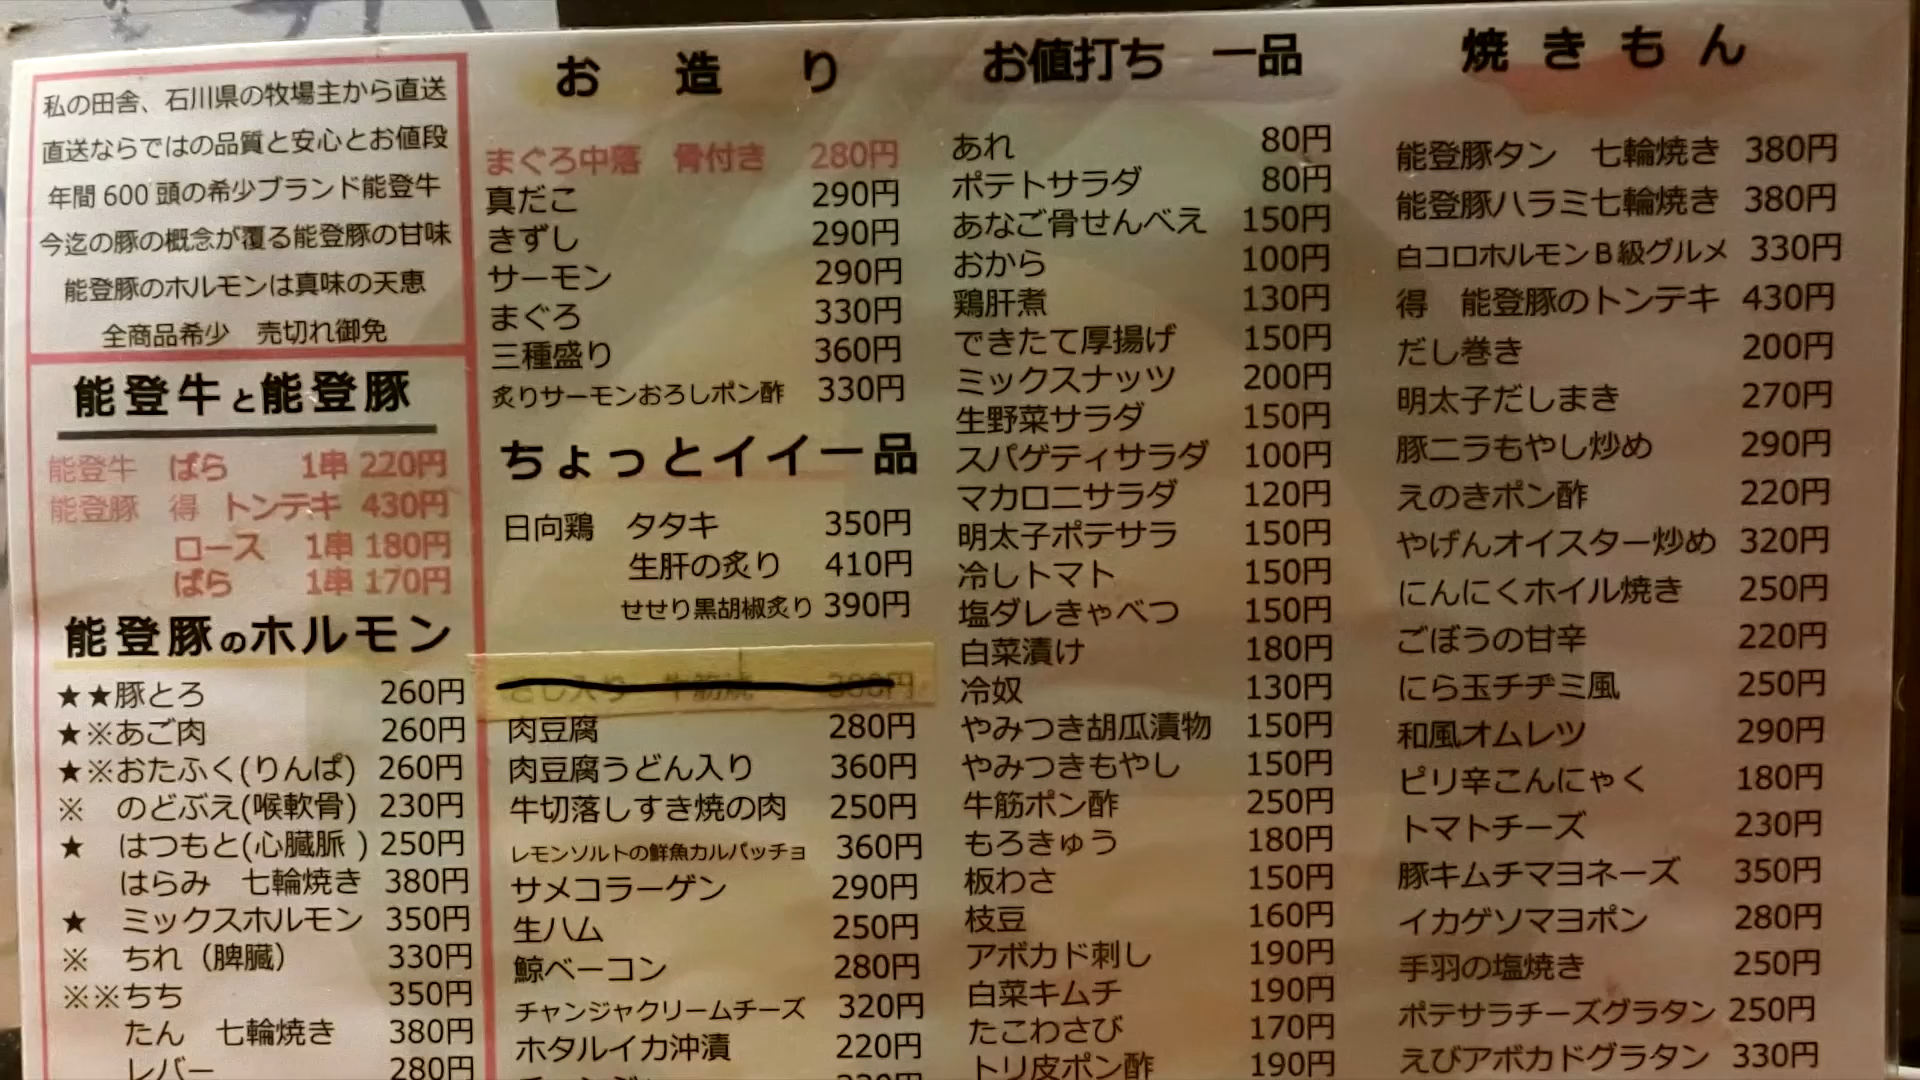 私の田舎、石川県の牧場主から直送
直送ならではの品質と安心とお値段
年間600頭の希少ブランド能登牛
今迄の豚の概念が覆る能登豚の甘味
能登豚のホルモンは真味の天恵
全商品希少　売切れ御免
能登牛と能登豚
能登牛　ばら　1串 220円
能登豚　得　トンテキ 430円
ロース　1串 180円
ばら　1串 170円
能登豚のホルモン
★★豚とろ　260円
★※あご肉　260円
★※おたふく(りんぱ)　260円
※　のどぶえ(喉軟骨)　230円
★　はつもと(心臓脈 )　250円
はらみ　七輪焼き　380円
★　ミックスホルモン　350円
※　ちれ（脾臓）　330円
※※ちち　350円
たん　七輪焼き　380円
レバー　280円
お造り
まぐろ中落　骨付き　280円
真だこ　290円
きずし　290円
サーモン　290円
まぐろ　330円
三種盛り　360円
炙りサーモンおろしポン酢　330円
ちょっとイイ一品
日向鶏　タタキ　350円
生肝の炙り　410円
せせり黒胡椒炙り　390円
肉豆腐　280円
肉豆腐うどん入り　360円
牛切落しすき焼の肉　250円
レモンソルトの鮮魚カルパッチョ　360円
サメコラーゲン　290円
生ハム　250円
鯨ベーコン　280円
チャンジャクリームチーズ　320円
ホタルイカ沖漬　220円
お値打ち　一品
あれ　80円
ポテトサラダ　80円
あなご骨せんべえ　150円
おから　100円
鶏肝煮　130円
できたて厚揚げ　150円
ミックスナッツ　200円
生野菜サラダ　150円
スパゲティサラダ　100円
マカロニサラダ　120円
明太子ポテサラ　150円
冷しトマト　150円
塩ダレきゃべつ　150円
白菜漬け　180円
冷奴　130円
やみつき胡瓜漬物　150円
やみつきもやし　150円
牛筋ポン酢　250円
もろきゅう　180円
板わさ　150円
枝豆　160円
アボカド刺し　190円
白菜キムチ　190円
たこわさび　170円
トリ皮ポン酢　190円
焼きもん
能登豚タン　七輪焼き　380円
能登豚ハラミ七輪焼き　380円
白コロホルモンB級グルメ　330円
得　能登豚のトンテキ　430円
だし巻き　200円
明太子だしまき　270円
豚ニラもやし炒め　290円
えのきポン酢　220円
やげんオイスター炒め　320円
にんにくホイル焼き　250円
ごぼうの甘辛　220円
にら玉チヂミ風　250円
和風オムレツ　290円
ピリ辛こんにゃく　180円
トマトチーズ　230円
豚キムチマヨネーズ　350円
イカゲソマヨポン　280円
手羽の塩焼き　250円
ポテサラチーズグラタン　250円
えびアボカドグラタン　330円